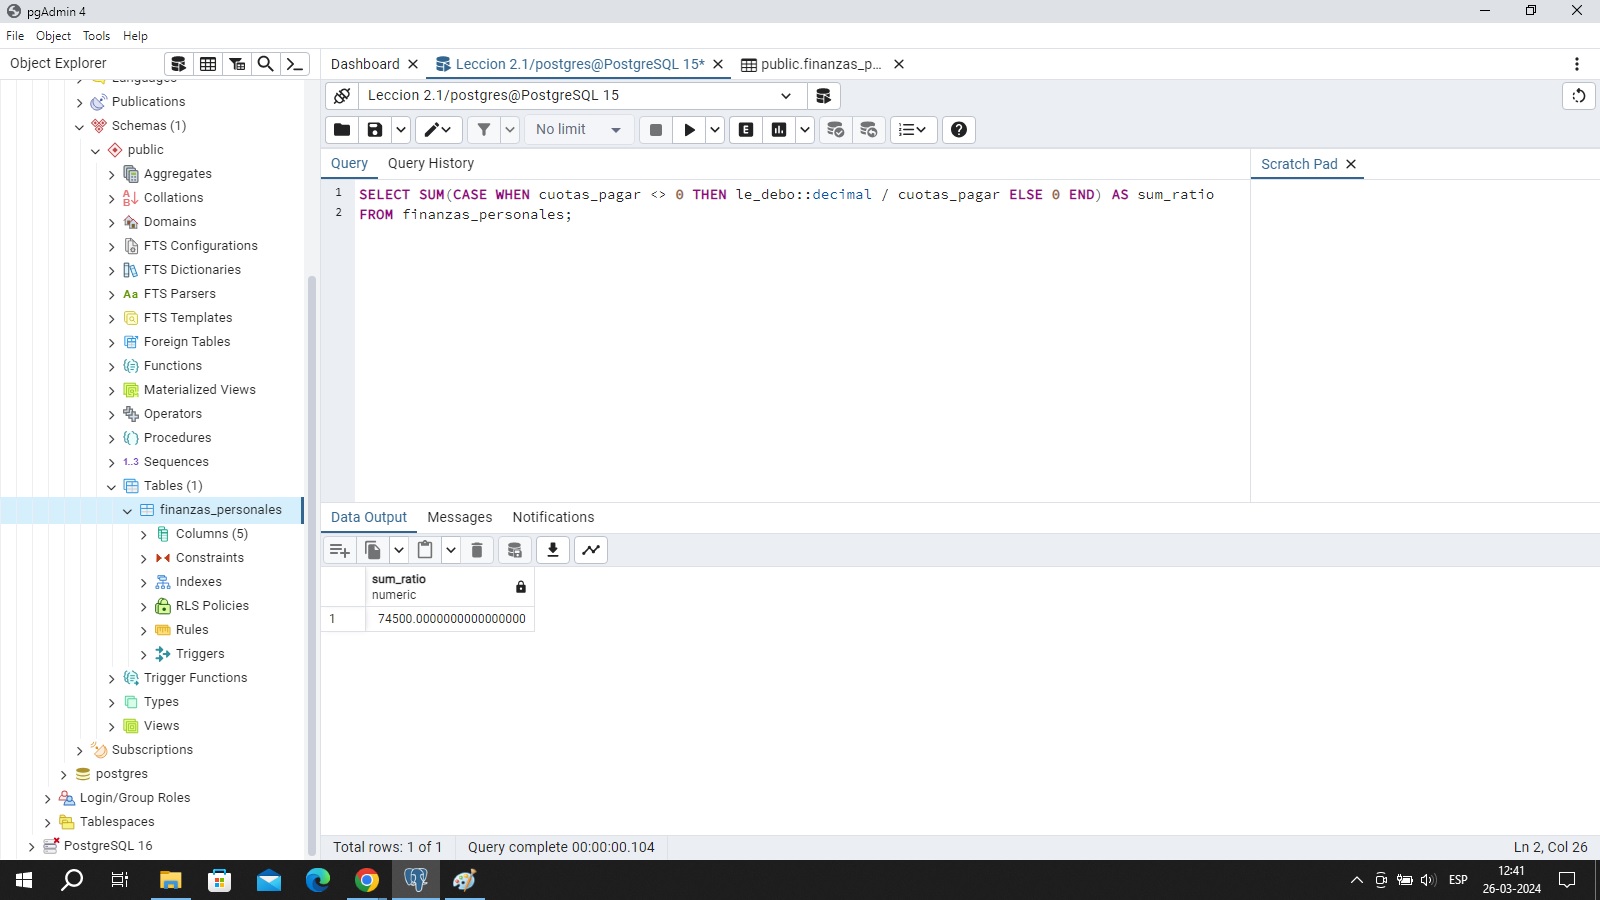 pgAdmin 4
File Object Tools Help
Object Explorer
Dashboard
Leccion 2.1/postgres@PostgreSQL 15*
public.finanzas_p...
Languages
Publications
Schemas (1)
public
Aggregates
Collations
Domains
FTS Configurations
FTS Dictionaries
Aa FTS Parsers
FTS Templates
Foreign Tables
Functions
Materialized Views
Operators
Procedures
1..3 Sequences
Tables (1)
finanzas_personales
Columns (5)
Constraints
Indexes
RLS Policies
Rules
Triggers
Trigger Functions
Types
Views
Subscriptions
postgres
Login/Group Roles
Tablespaces
PostgreSQL 16
Leccion 2.1/postgres@PostgreSQL 15
No limit
E
Query Query History
Scratch Pad
1 SELECT SUM(CASE WHEN cuotas_pagar <> 0 THEN le_debo::decimal / cuotas_pagar ELSE 0 END) AS sum_ratio
2 FROM finanzas_personales;
Data Output Messages Notifications
sum_ratio
numeric
1 74500.0000000000000000
Total rows: 1 of 1 Query complete 00:00:00.104 Ln 2, Col 26
ESP
12:41
26-03-2024